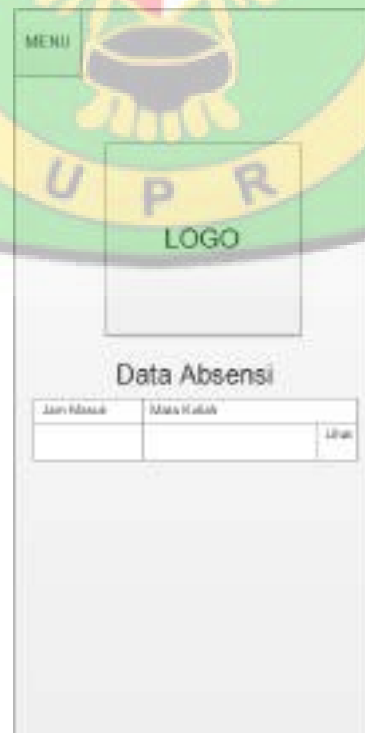 MENU
U P R
LOGO
Data Absensi
Jam Masuk Mata Kuliah
Lihat